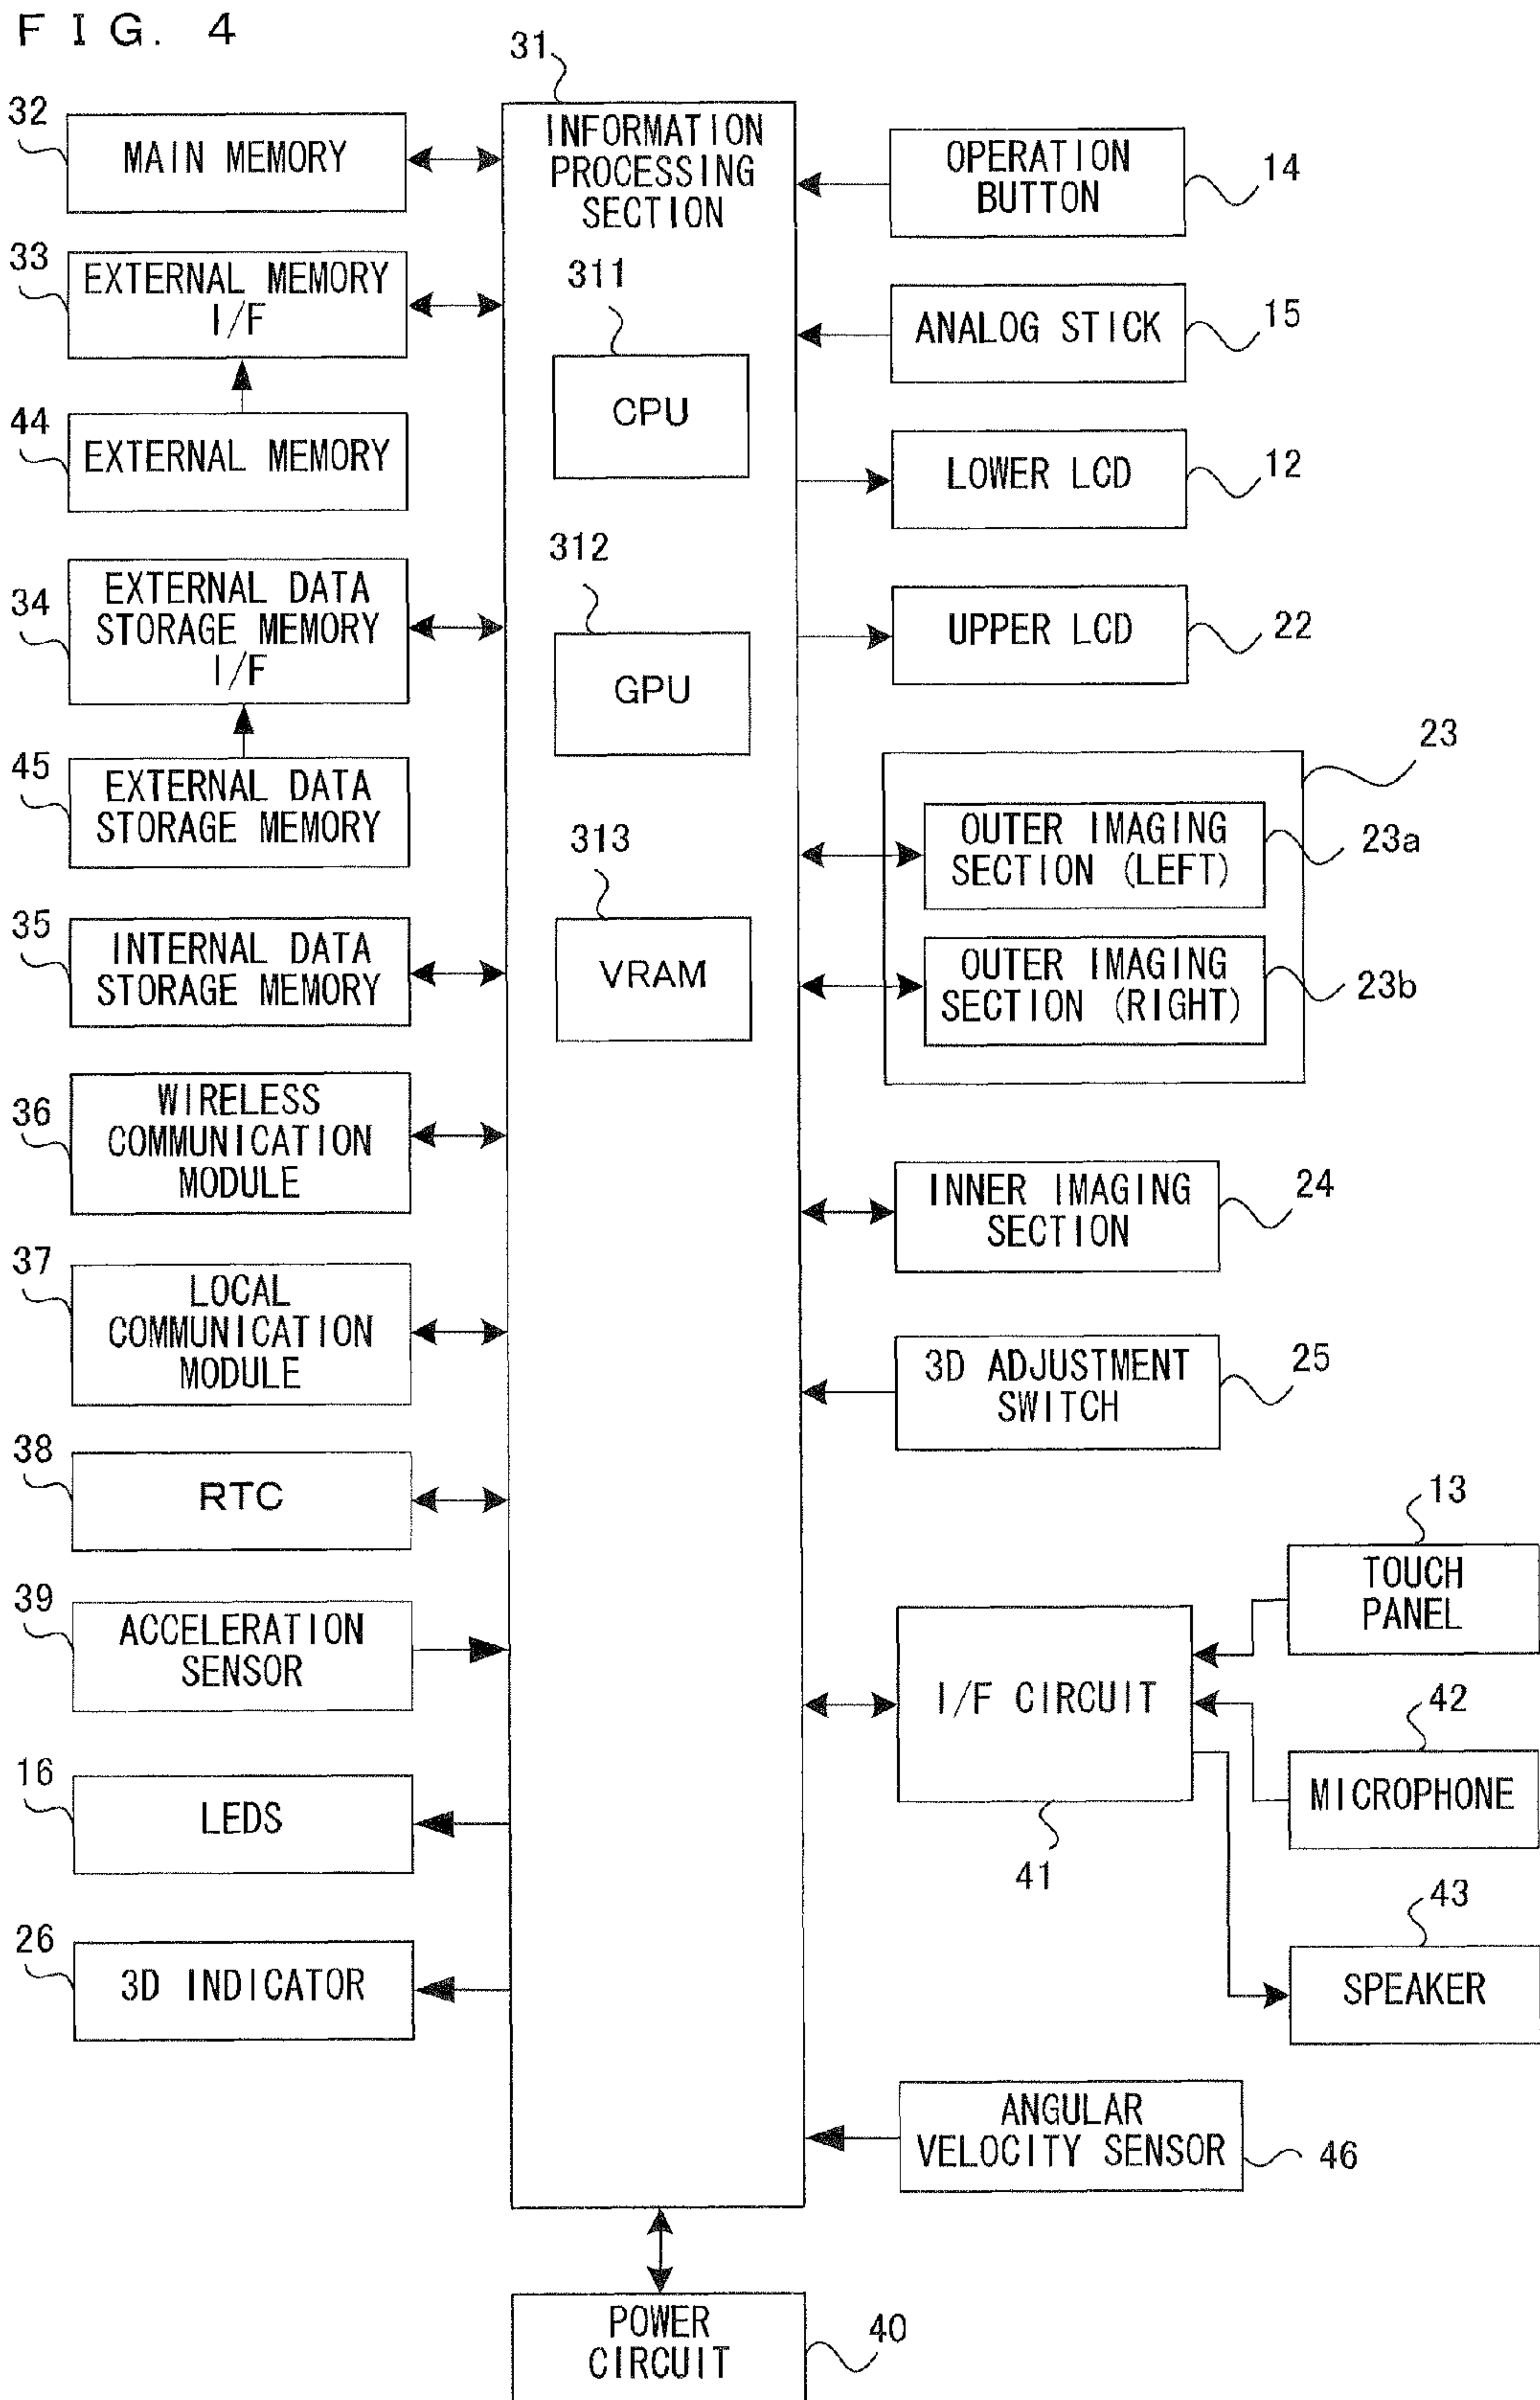 FIG. 4
31
32
MAIN MEMORY
33
EXTERNAL MEMORY
I/F
44
EXTERNAL MEMORY
34
EXTERNAL DATA
STORAGE MEMORY
I/F
45
EXTERNAL DATA
STORAGE MEMORY
35
INTERNAL DATA
STORAGE MEMORY
36
WIRELESS
COMMUNICATION
MODULE
37
LOCAL
COMMUNICATION
MODULE
38
RTC
39
ACCELERATION
SENSOR
16
LEDS
26
3D INDICATOR
INFORMATION
PROCESSING
SECTION
311
CPU
312
GPU
313
VRAM
OPERATION
BUTTON
14
ANALOG STICK
15
LOWER LCD
12
UPPER LCD
22
23
OUTER IMAGING
SECTION (LEFT)
23a
OUTER IMAGING
SECTION (RIGHT)
23b
INNER IMAGING
SECTION
24
3D ADJUSTMENT
SWITCH
25
13
TOUCH
PANEL
I/F CIRCUIT
41
42
MICROPHONE
43
SPEAKER
ANGULAR
VELOCITY SENSOR
46
POWER
CIRCUIT
40